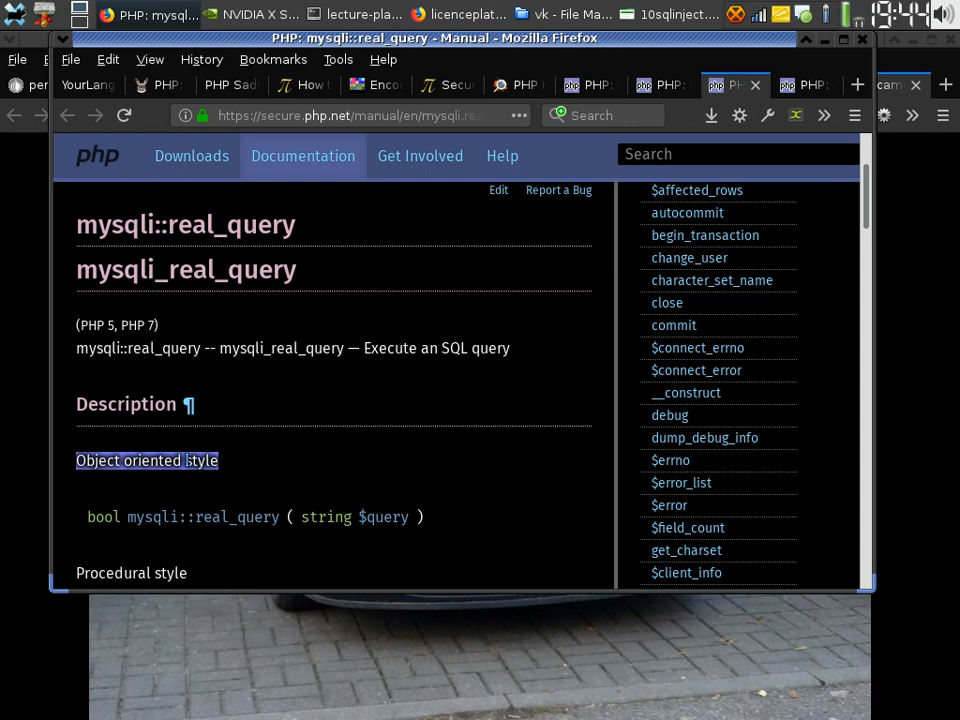 PHP: mysql...
NVIDIA X S...
lecture-pla...
licenceplat...
vk - File Ma...
10sqlinject....
19:44
PHP: mysqli::real_query - Manual - Mozilla Firefox
File
File Edit View History Bookmarks Tools Help
YourLang
PHP:
PHP Sad
How t
Enco
Secu
PHP
PHP:
PHP:
PHP:
cam
https://secure.php.net/manual/en/mysqli.rea
Search
php Downloads Documentation Get Involved Help
Search
Edit Report a Bug
mysqli::real_query
mysqli_real_query
(PHP 5, PHP 7)
mysqli::real_query -- mysqli_real_query — Execute an SQL query
Description ¶
Object oriented style
bool mysqli::real_query ( string $query )
Procedural style
$affected_rows
autocommit
begin_transaction
change_user
character_set_name
close
commit
$connect_errno
$connect_error
__construct
debug
dump_debug_info
$errno
$error_list
$error
$field_count
get_charset
$client_info